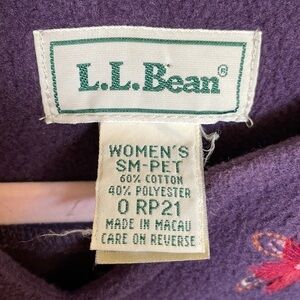 L.L.Bean®
WOMEN'S
SM-PET
60% COTTON
40% POLYESTER
0 RP21
MADE IN MACAU
CARE ON REVERSE